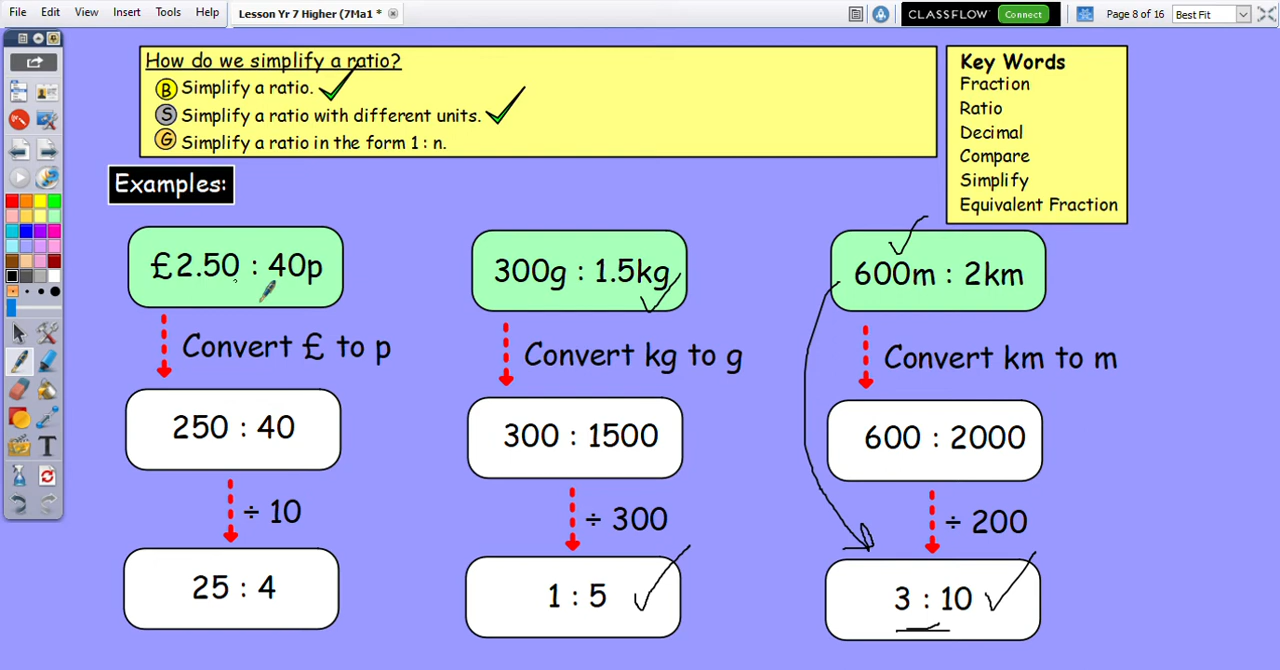 File Edit View Insert Tools Help
Lesson Yr 7 Higher (7Ma1 *
CLASSFLOW Connect
Page 8 of 16
Best Fit
How do we simplify a ratio?
B Simplify a ratio.
S Simplify a ratio with different units.
G Simplify a ratio in the form 1 : n.
Key Words
Fraction
Ratio
Decimal
Compare
Simplify
Equivalent Fraction
Examples:
£2.50 : 40p
Convert £ to p
250 : 40
÷ 10
25 : 4
300g : 1.5kg
Convert kg to g
300 : 1500
÷ 300
1 : 5
600m : 2km
Convert km to m
600 : 2000
÷ 200
3 : 10
T